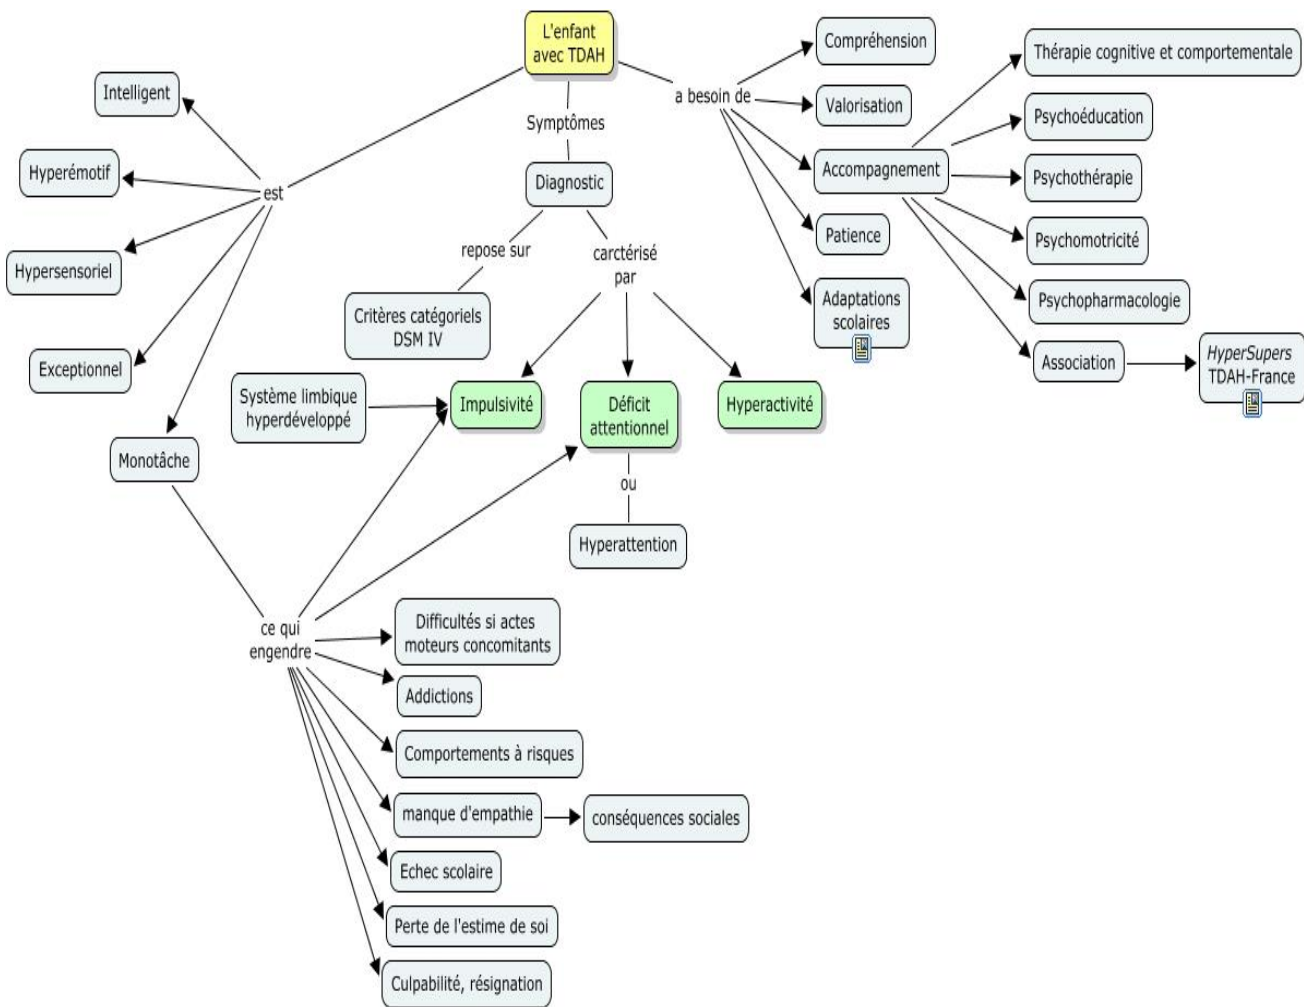 L'enfant
avec TDAH
est
Intelligent
Hyperémotif
Hypersensoriel
Exceptionnel
Monotâche
ce qui
engendre
Difficultés si actes
moteurs concomitants
Addictions
Comportements à risques
manque d'empathie
conséquences sociales
Echec scolaire
Perte de l'estime de soi
Culpabilité, résignation
Symptômes
Diagnostic
repose sur
Critères catégoriels
DSM IV
carctérisé
par
Système limbique
hyperdéveloppé
Impulsivité
Déficit
attentionnel
ou
Hyperattention
Hyperactivité
a besoin de
Compréhension
Valorisation
Accompagnement
Patience
Adaptations
scolaires
Thérapie cognitive et comportementale
Psychoéducation
Psychothérapie
Psychomotricité
Psychopharmacologie
Association
HyperSupers
TDAH-France